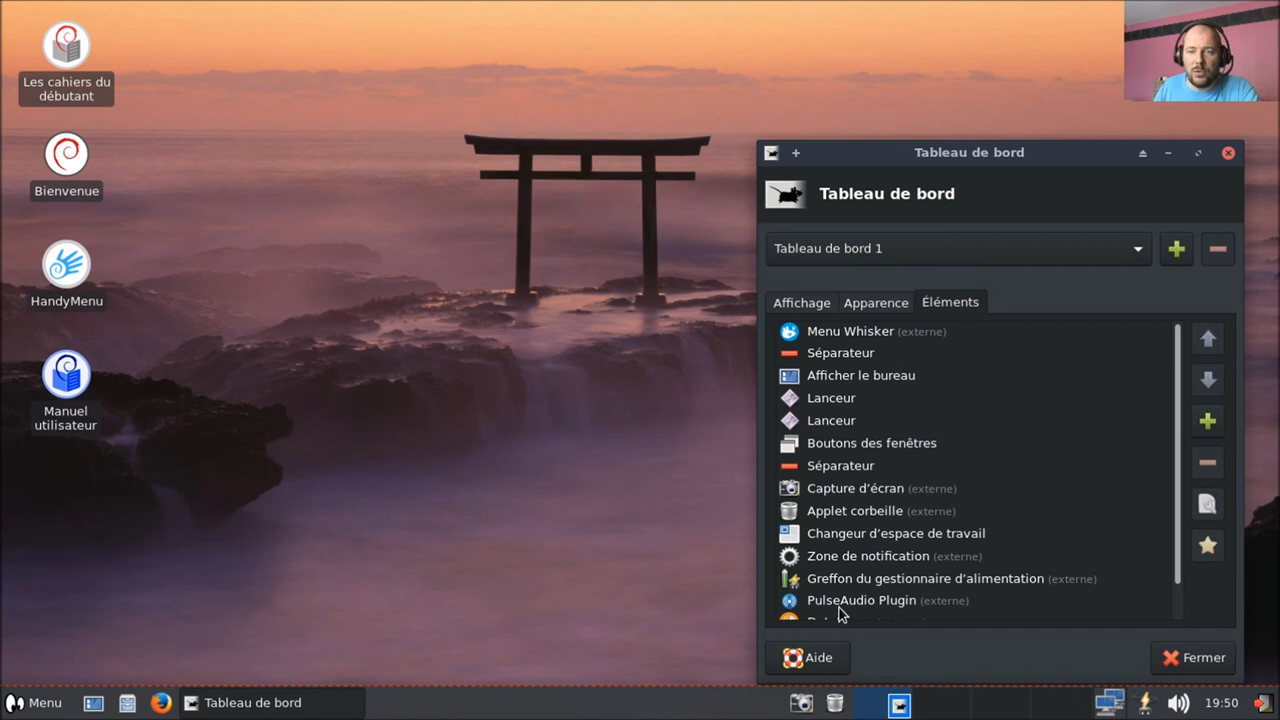 Les cahiers du
débutant
Bienvenue
HandyMenu
Manuel
utilisateur
Tableau de bord
Tableau de bord
Tableau de bord 1
Affichage
Apparence
Éléments
Menu Whisker (externe)
Séparateur
Afficher le bureau
Lanceur
Lanceur
Boutons des fenêtres
Séparateur
Capture d’écran (externe)
Applet corbeille (externe)
Changeur d’espace de travail
Zone de notification (externe)
Greffon du gestionnaire d’alimentation (externe)
PulseAudio Plugin (externe)
Aide
Fermer
Menu
Tableau de bord
19:50